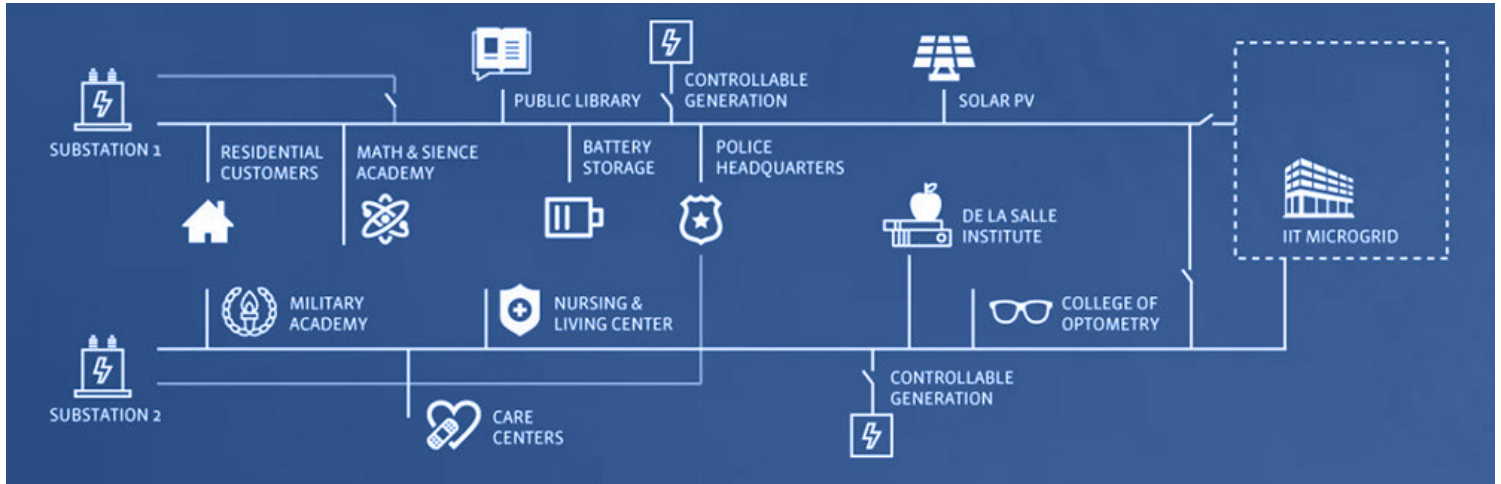 PUBLIC LIBRARY
CONTROLLABLE
GENERATION
SOLAR PV
SUBSTATION 1
RESIDENTIAL
CUSTOMERS
MATH & SIENCE
ACADEMY
BATTERY
STORAGE
POLICE
HEADQUARTERS
DE LA SALLE
INSTITUTE
IIT MICROGRID
MILITARY
ACADEMY
NURSING &
LIVING CENTER
COLLEGE OF
OPTOMETRY
SUBSTATION 2
CARE
CENTERS
CONTROLLABLE
GENERATION